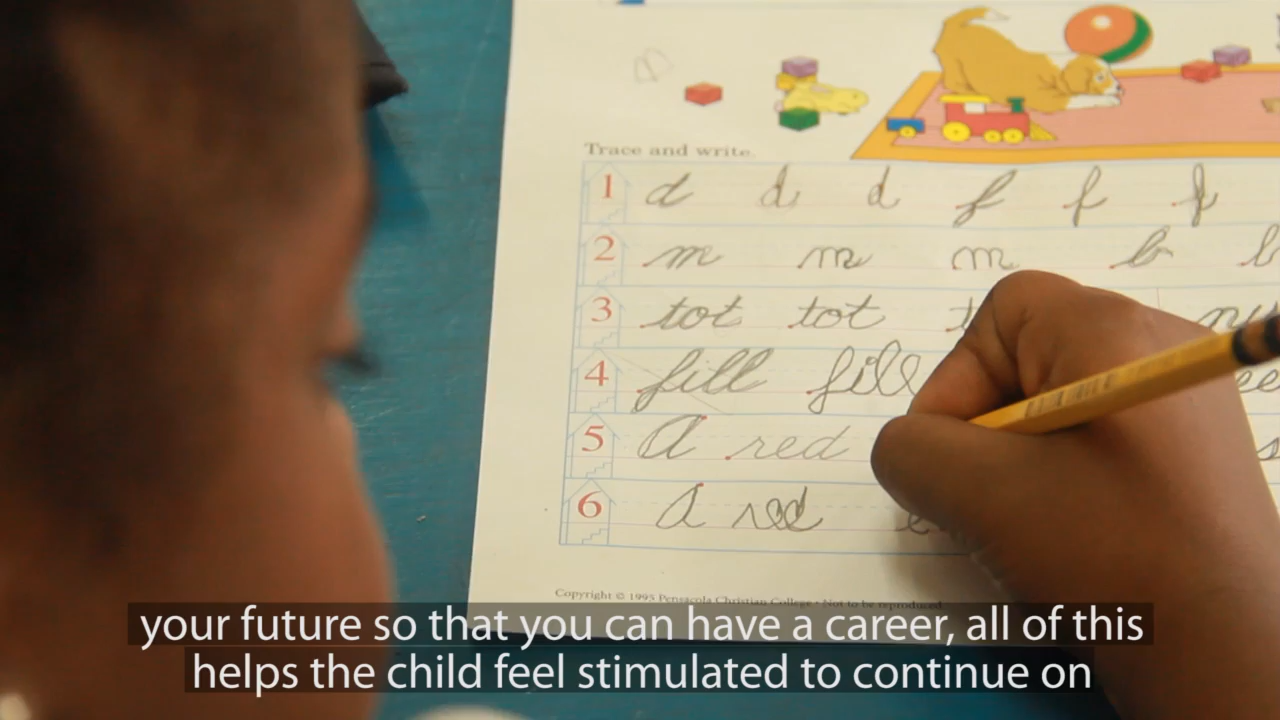 Trace and write.
1 d d d f f f
2 m m m b b
3 tot tot t
4 fill fill
5 A red
6 A red
Copyright © 1995 Pensacola Christian College • Not to be reproduced.
your future so that you can have a career, all of this
helps the child feel stimulated to continue on